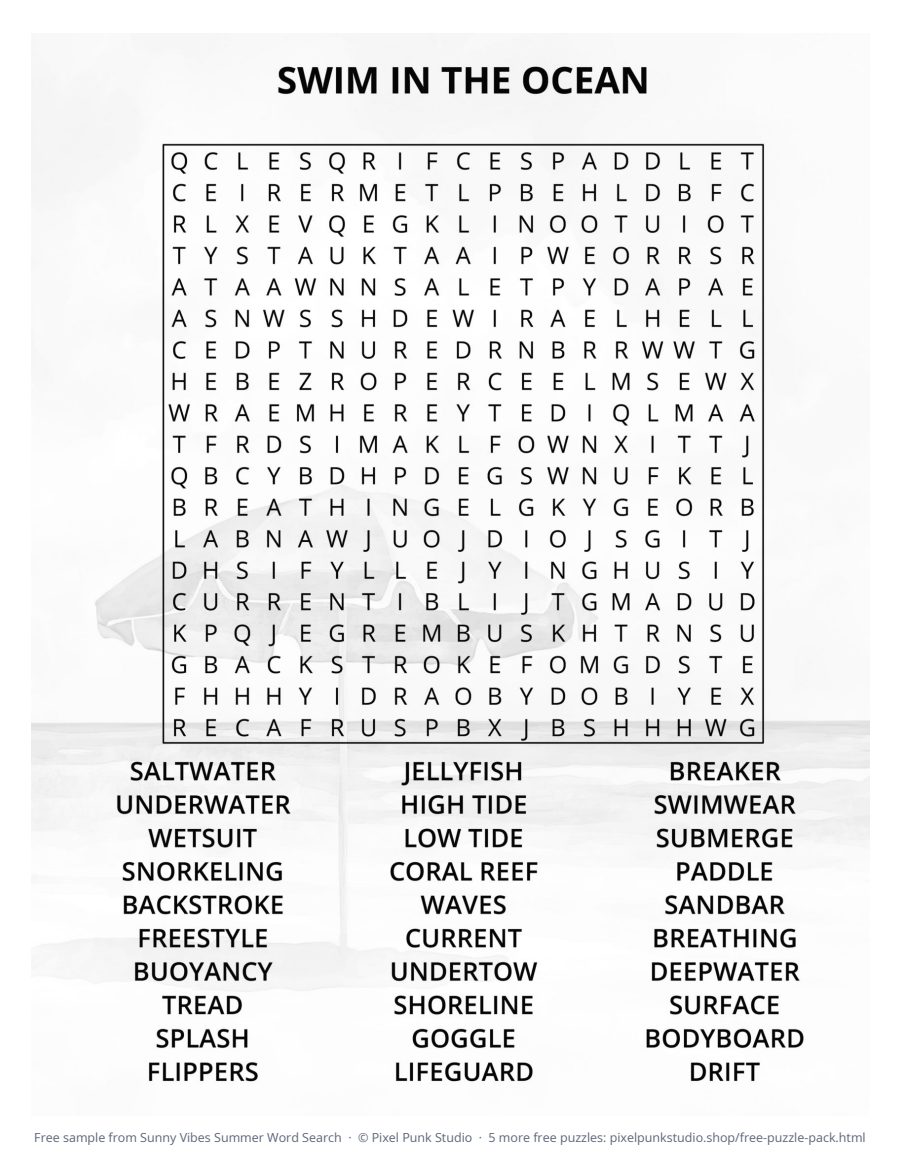 SWIM IN THE OCEAN
Q C L E S Q R I F C E S P A D D L E T
C E I R E R M E T L P B E H L D B F C
R L X E V Q E G K L I N O O T U I O T
T Y S T A U K T A A I P W E O R R S R
A T A A W N N S A L E T P Y D A P A E
A S N W S S H D E W I R A E L H E L L
C E D P T N U R E D R N B R R W W T G
H E B E Z R O P E R C E E L M S E W X
W R A E M H E R E Y T E D I Q L M A A
T F R D S I M A K L F O W N X I T T J
Q B C Y B D H P D E G S W N U F K E L
B R E A T H I N G E L G K Y G E O R B
L A B N A W J U O J D I O J S G I T J
D H S I F Y L L E J Y I N G H U S I Y
C U R R E N T I B L I J T G M A D U D
K P Q J E G R E M B U S K H T R N S U
G B A C K S T R O K E F O M G D S T E
F H H H Y I D R A O B Y D O B I Y E X
R E C A F R U S P B X J B S H H H W G
SALTWATER JELLYFISH BREAKER
UNDERWATER HIGH TIDE SWIMWEAR
WETSUIT LOW TIDE SUBMERGE
SNORKELING CORAL REEF PADDLE
BACKSTROKE WAVES SANDBAR
FREESTYLE CURRENT BREATHING
BUOYANCY UNDERTOW DEEPWATER
TREAD SHORELINE SURFACE
SPLASH GOGGLE BODYBOARD
FLIPPERS LIFEGUARD DRIFT
Free sample from Sunny Vibes Summer Word Search · © Pixel Punk Studio · 5 more free puzzles: pixelpunkstudio.shop/free-puzzle-pack.html